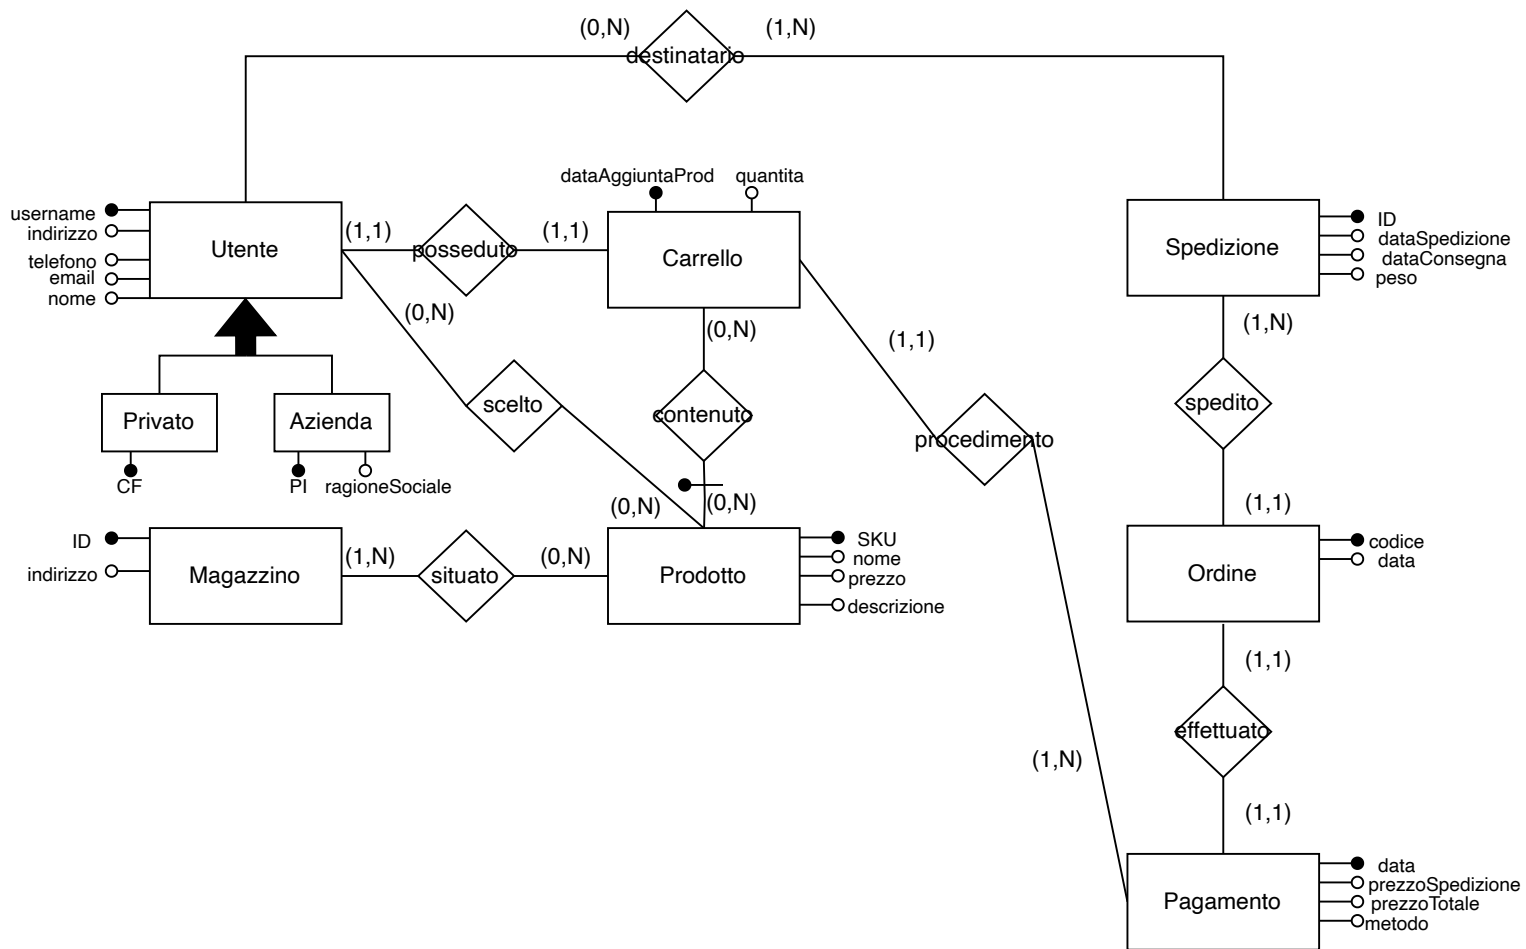 (0,N)
(1,N)
destinatario
dataAggiuntaProd
quantita
username
indirizzo
telefono
email
nome
Utente
(1,1)
posseduto
(1,1)
Carrello
Spedizione
ID
dataSpedizione
dataConsegna
peso
(0,N)
(0,N)
(1,1)
(1,N)
Privato
Azienda
scelto
contenuto
procedimento
spedito
CF
PI
ragioneSociale
(0,N)
(0,N)
(1,1)
ID
indirizzo
Magazzino
(1,N)
situato
(0,N)
Prodotto
SKU
nome
prezzo
descrizione
Ordine
codice
data
(1,1)
effettuato
(1,N)
(1,1)
Pagamento
data
prezzoSpedizione
prezzoTotale
metodo